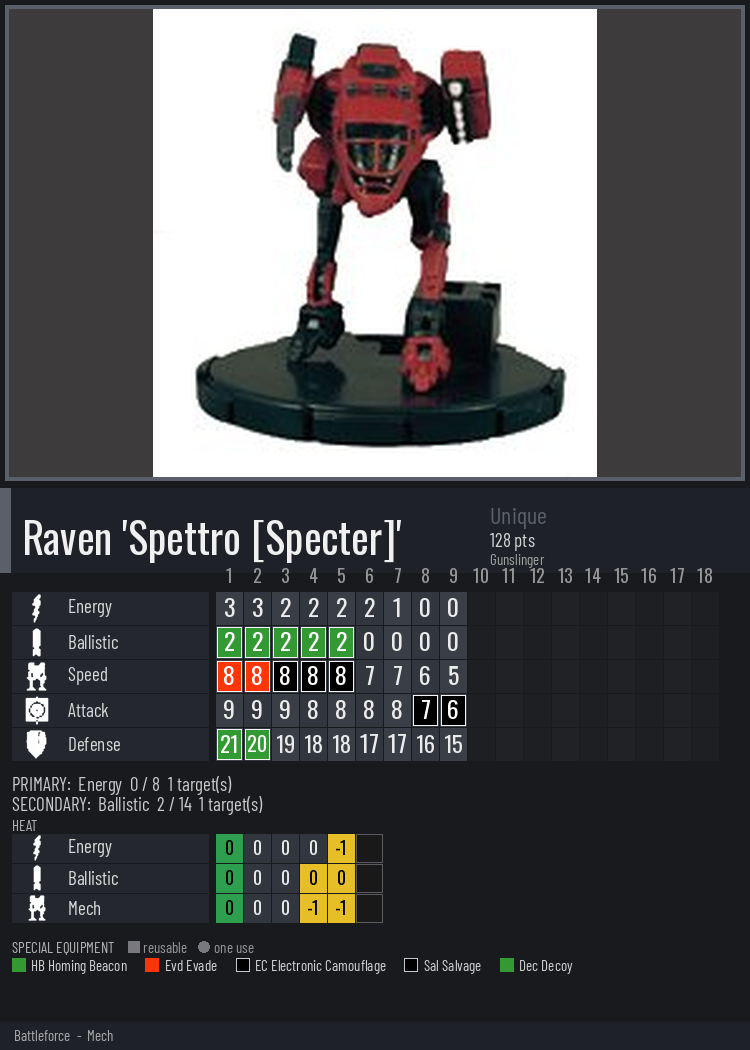 Raven 'Spettro [Specter]'
Unique
128 pts
Gunslinger
1 2 3 4 5 6 7 8 9 10 11 12 13 14 15 16 17 18
Energy 3 3 2 2 2 2 1 0 0
Ballistic 2 2 2 2 2 0 0 0 0
Speed 8 8 8 8 8 7 7 6 5
Attack 9 9 9 8 8 8 8 7 6
Defense 21 20 19 18 18 17 17 16 15
PRIMARY: Energy 0 / 8 1 target(s)
SECONDARY: Ballistic 2 / 14 1 target(s)
HEAT
Energy 0 0 0 0 -1
Ballistic 0 0 0 0 0
Mech 0 0 0 -1 -1
SPECIAL EQUIPMENT reusable one use
HB Homing Beacon Evd Evade EC Electronic Camouflage Sal Salvage Dec Decoy
Battleforce - Mech